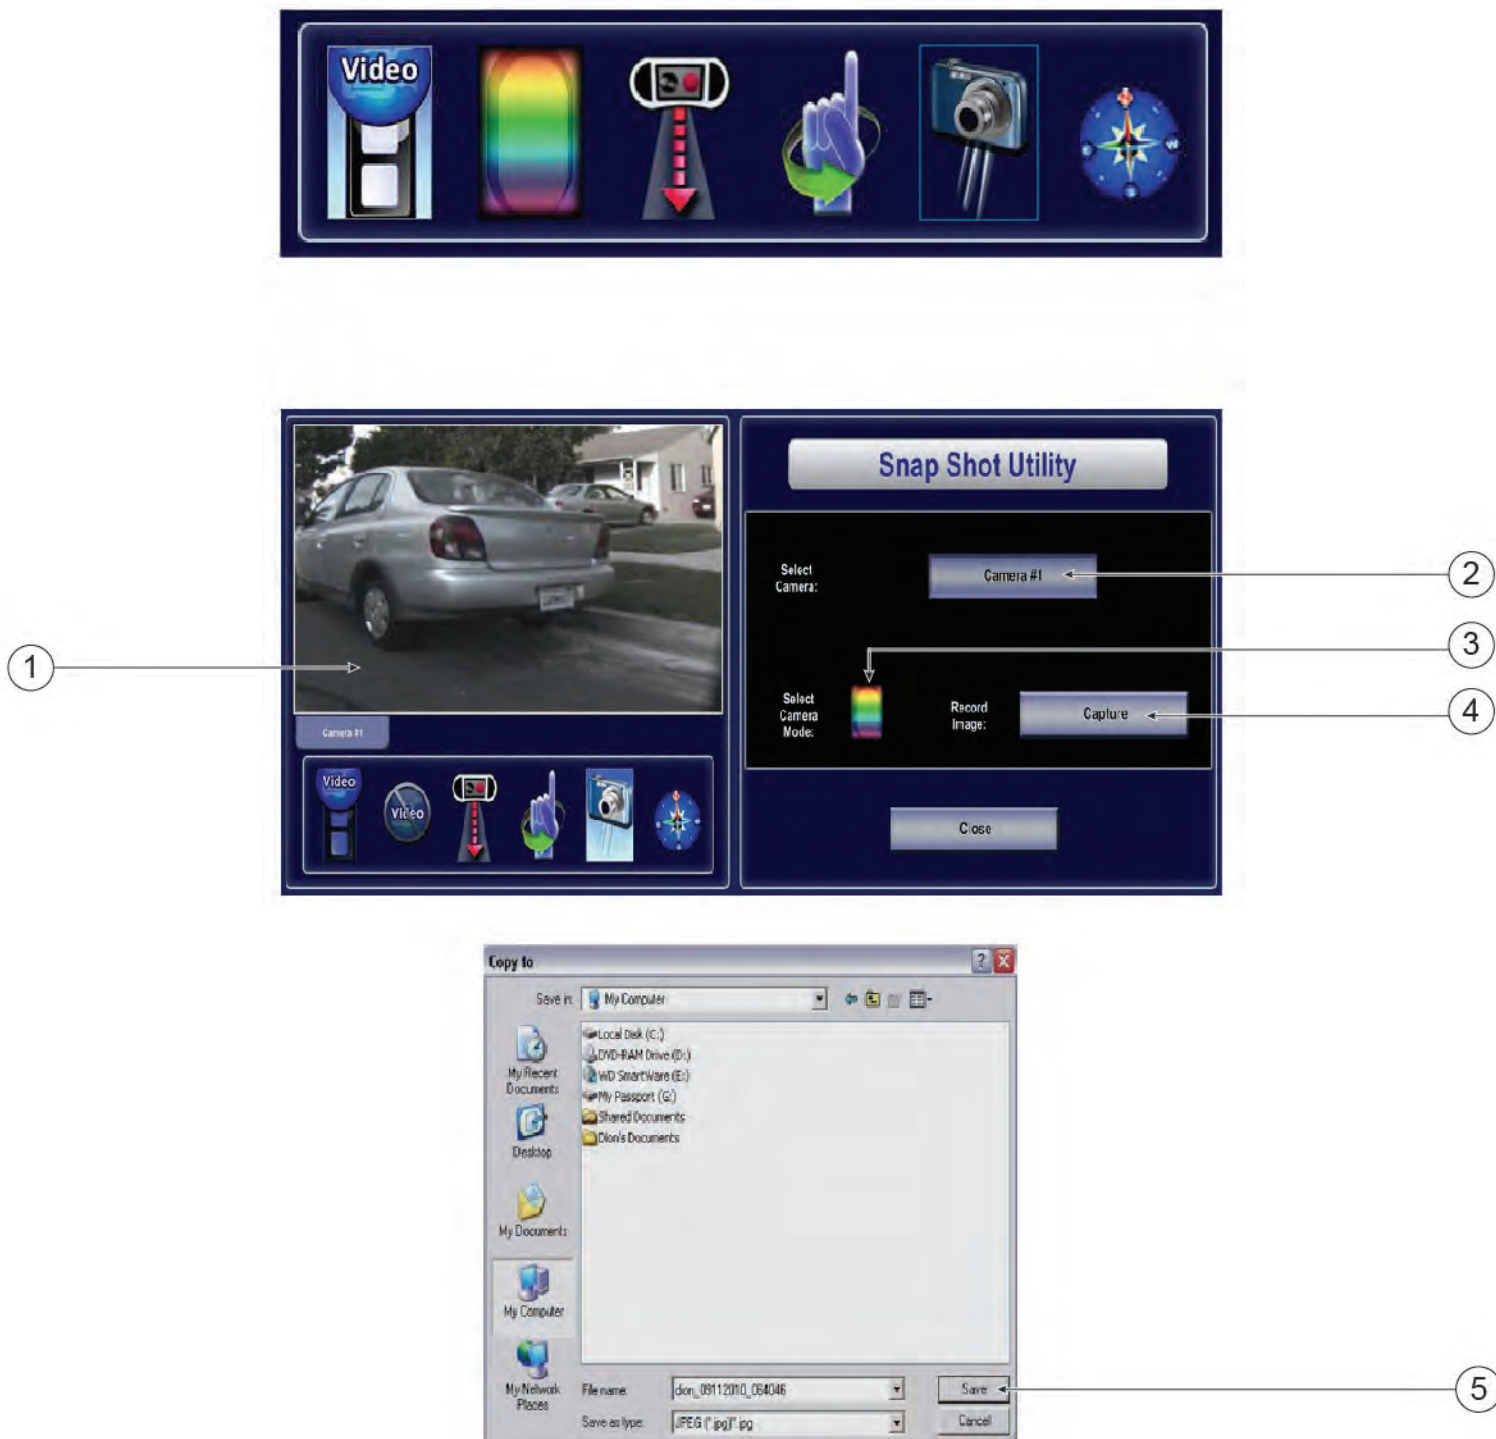 Video
Snap Shot Utility
Select
Camera:
Camera #1
2
3
1
Select
Camera
Mode:
Record
Image:
Capture
4
Camera #1
Video
Video
Close
Copy to
Save in:
My Computer
Local Disk (C:)
DVD-RAM Drive (D:)
WD SmartWare (E:)
My Passport (G:)
Shared Documents
Dion's Documents
My Recent
Documents
Desktop
My Documents
My Computer
My Network
Places
File name:
dion_09112010_064046
Save
5
Save as type:
JPEG (*.jpg)*.jpg
Cancel